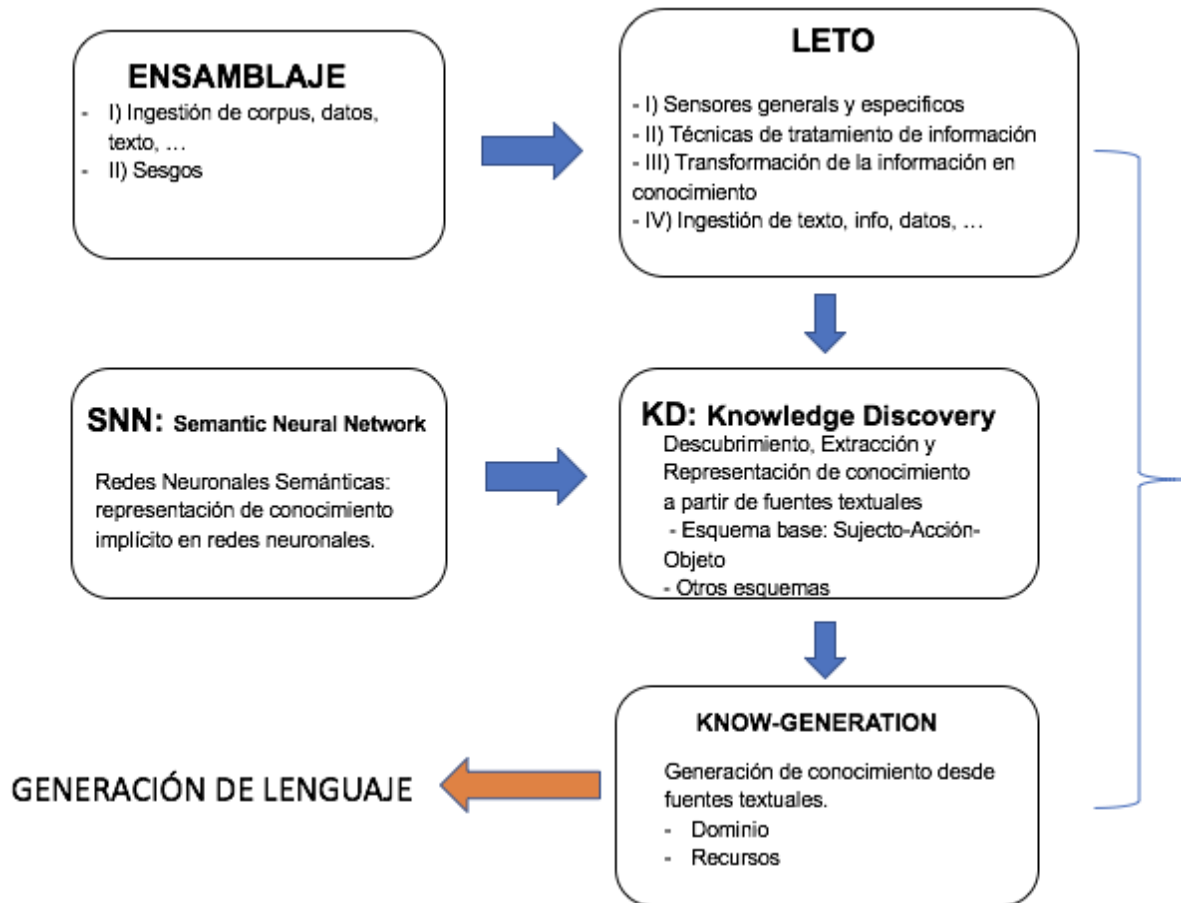 ENSAMBLAJE
- I) Ingestión de corpus, datos,
texto, …
- II) Sesgos
LETO
- I) Sensores generals y especificos
- II) Técnicas de tratamiento de información
- III) Transformación de la información en
conocimiento
- IV) Ingestión de texto, info, datos, …
SNN: Semantic Neural Network
Redes Neuronales Semánticas:
representación de conocimiento
implícito en redes neuronales.
KD: Knowledge Discovery
Descubrimiento, Extracción y
Representación de conocimiento
a partir de fuentes textuales
- Esquema base: Sujecto-Acción-
Objeto
- Otros esquemas
KNOW-GENERATION
Generación de conocimiento desde
fuentes textuales.
- Dominio
- Recursos
GENERACIÓN DE LENGUAJE